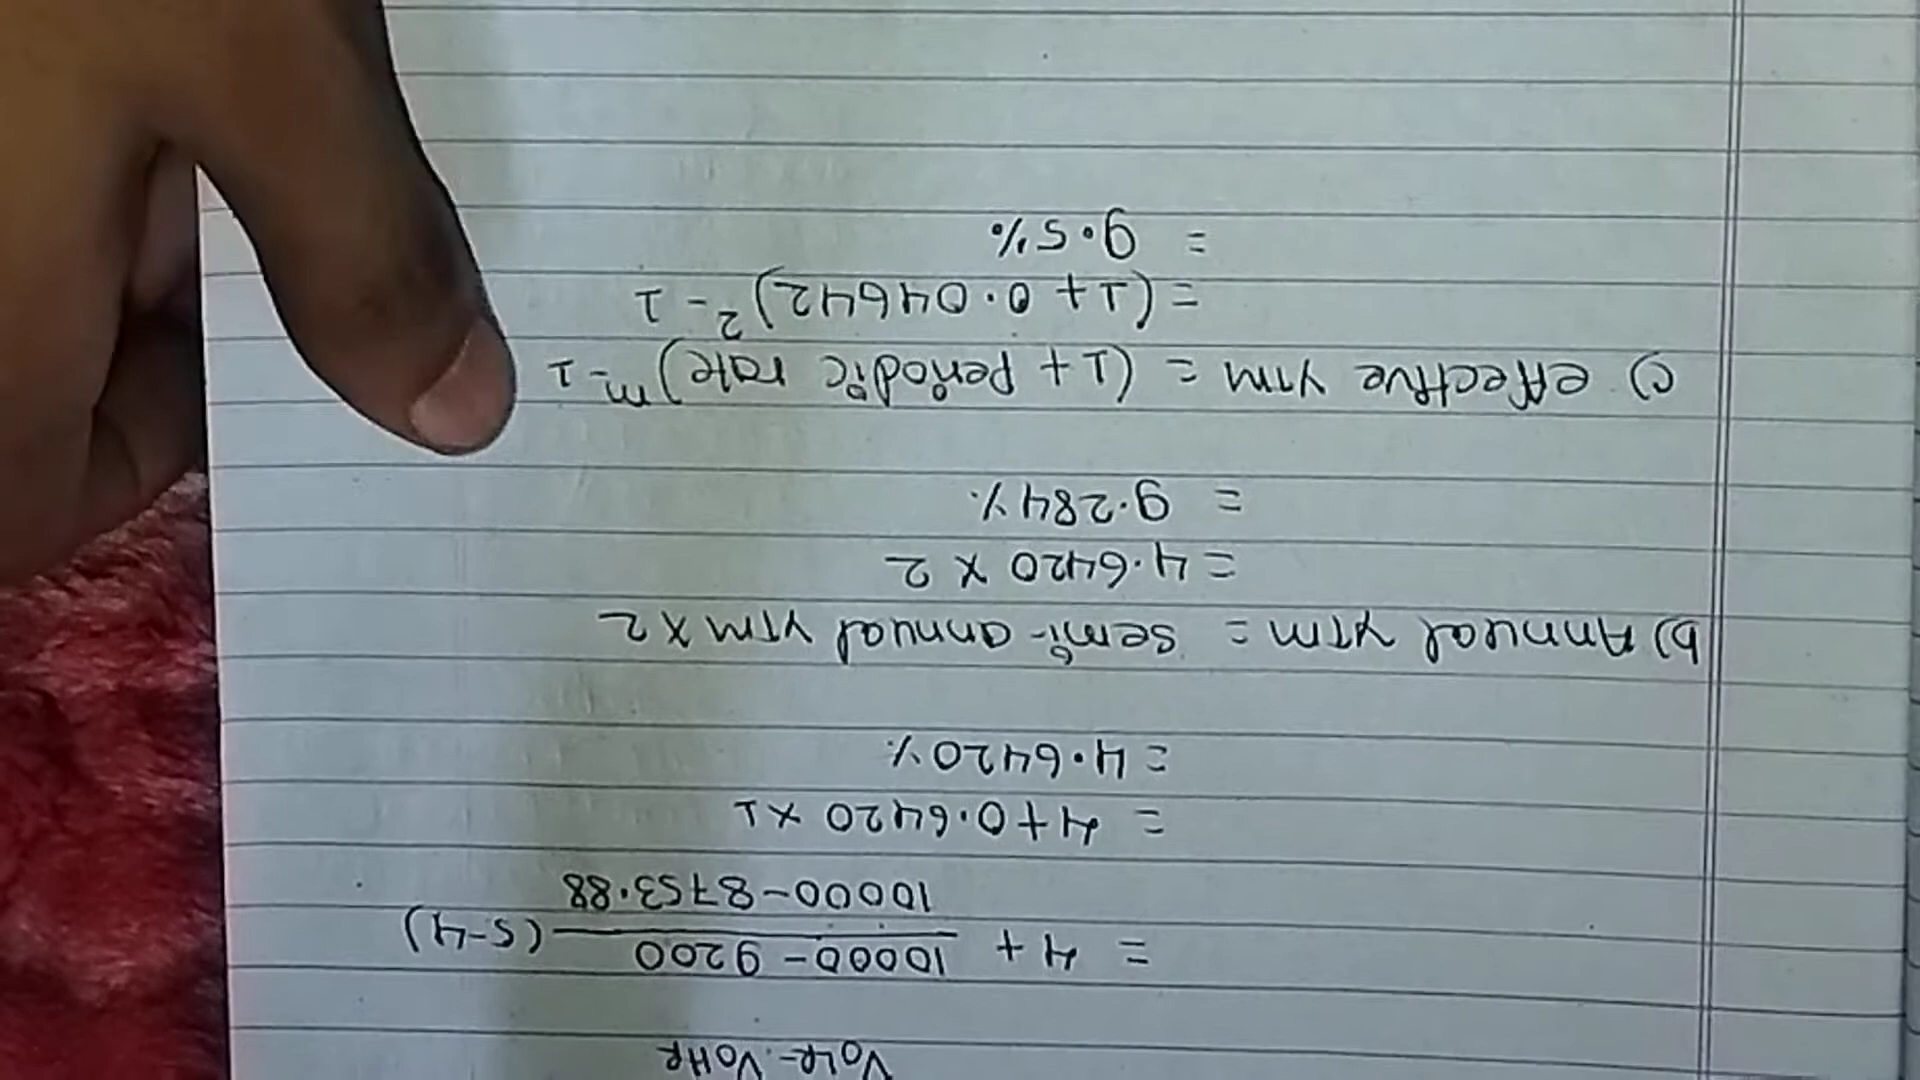 V₀LR - V₀HR
= 4 + 10000 - 9200 / 10000 - 8753.88 (5-4)
= 4 + 0.6420 × 1
= 4.6420%
b) Annual YTM = semi-annual YTM × 2
= 4.6420 × 2
= 9.284%
c) effective YTM = (1 + periodic rate)ᵐ - 1
= (1 + 0.04642)² - 1
= 9.5%